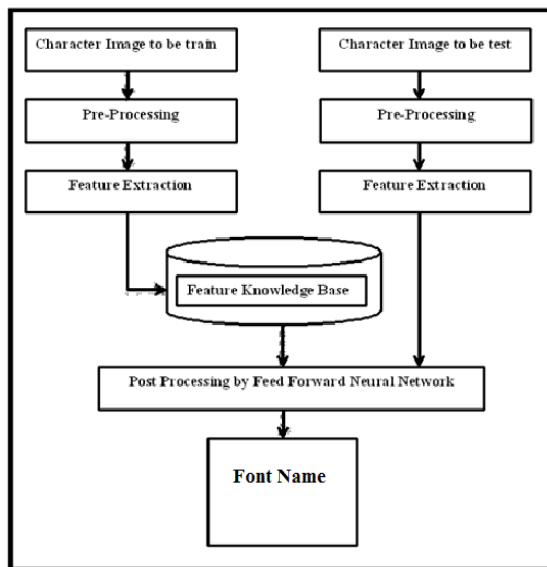 Character Image to be train
Character Image to be test
Pre-Processing
Pre-Processing
Feature Extraction
Feature Extraction
Feature Knowledge Base
Post Processing by Feed Forward Neural Network
Font Name